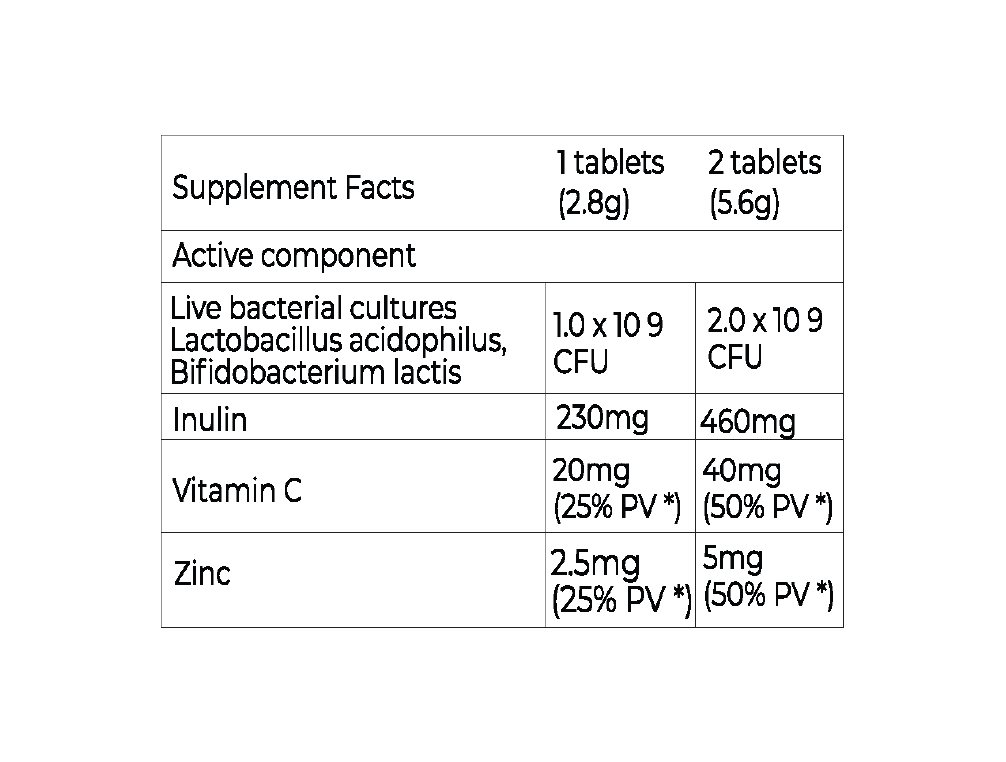 Supplement Facts
1 tablets
(2.8g)
2 tablets
(5.6g)
Active component
Live bacterial cultures
Lactobacillus acidophilus,
Bifidobacterium lactis
1.0 x 10 9
CFU
2.0 x 10 9
CFU
Inulin
230mg
460mg
Vitamin C
20mg
(25% PV *)
40mg
(50% PV *)
Zinc
2.5mg
(25% PV *)
5mg
(50% PV *)